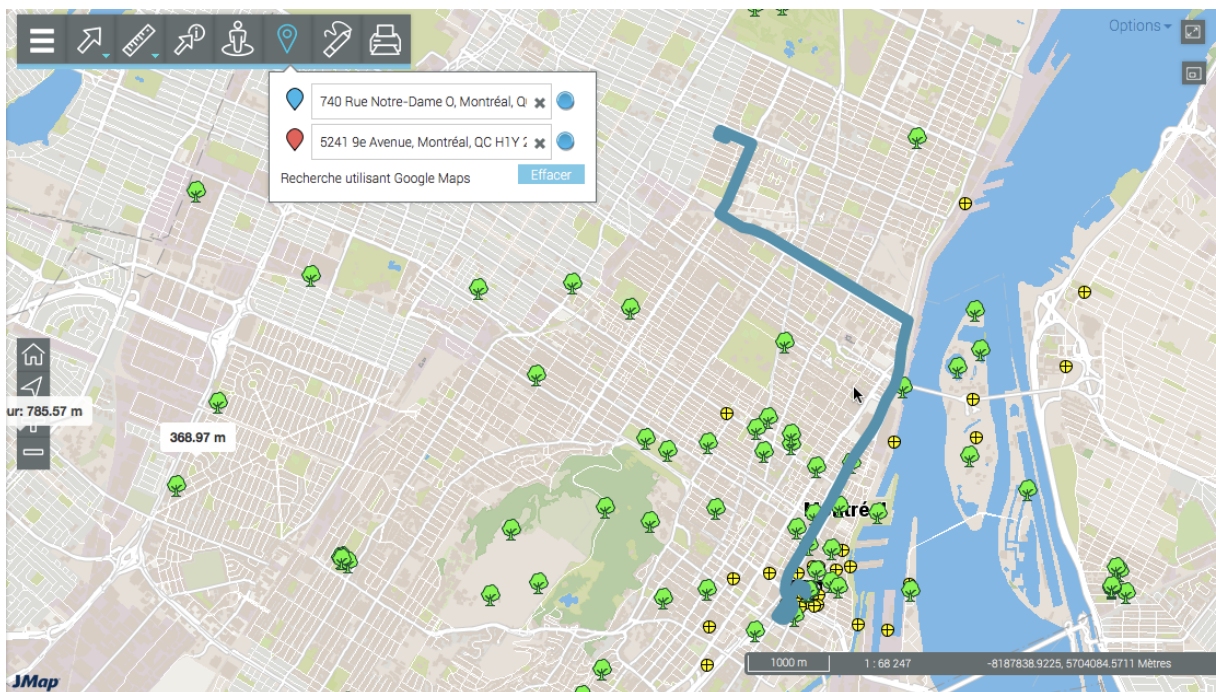 Options
740 Rue Notre-Dame O, Montréal, Q
5241 9e Avenue, Montréal, QC H1Y 2
Recherche utilisant Google Maps
Effacer
ur: 785.57 m
368.97 m
Montréal
1000 m
1 : 68 247
-8187838.9225, 5704084.5711 Mètres
JMap